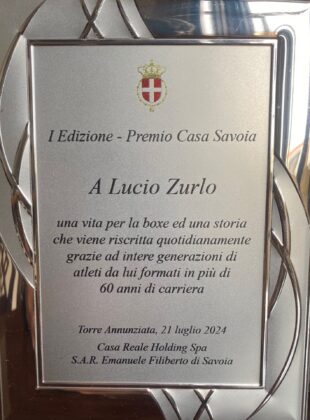 I Edizione - Premio Casa Savoia
A Lucio Zurlo
una vita per la boxe ed una storia
che viene riscritta quotidianamente
grazie ad intere generazioni di
atleti da lui formati in più di
60 anni di carriera
Torre Annunziata, 21 luglio 2024
Casa Reale Holding Spa
S.A.R. Emanuele Filiberto di Savoia